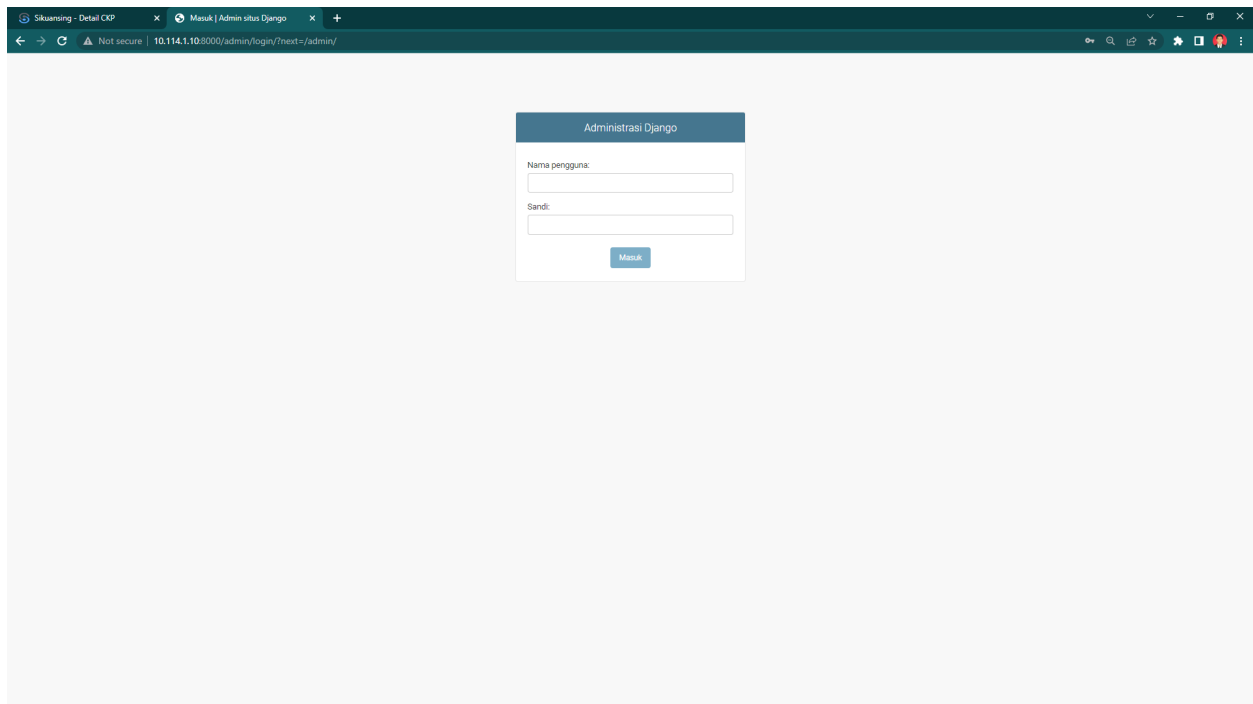 Sikuansing - Detail CKP
Masuk | Admin situs Django
Not secure | 10.114.1.10:8000/admin/login/?next=/admin/
Administrasi Django
Nama pengguna:
Sandi:
Masuk